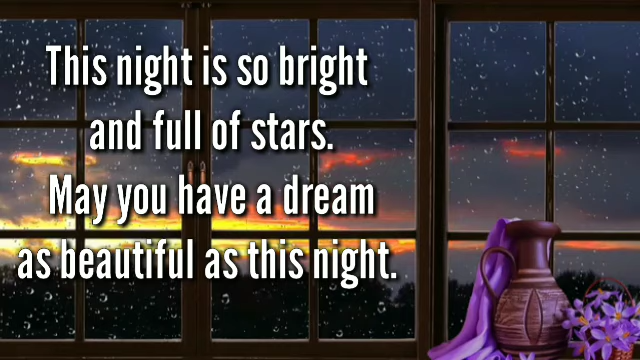 This night is so bright
and full of stars.
May you have a dream
as beautiful as this night.